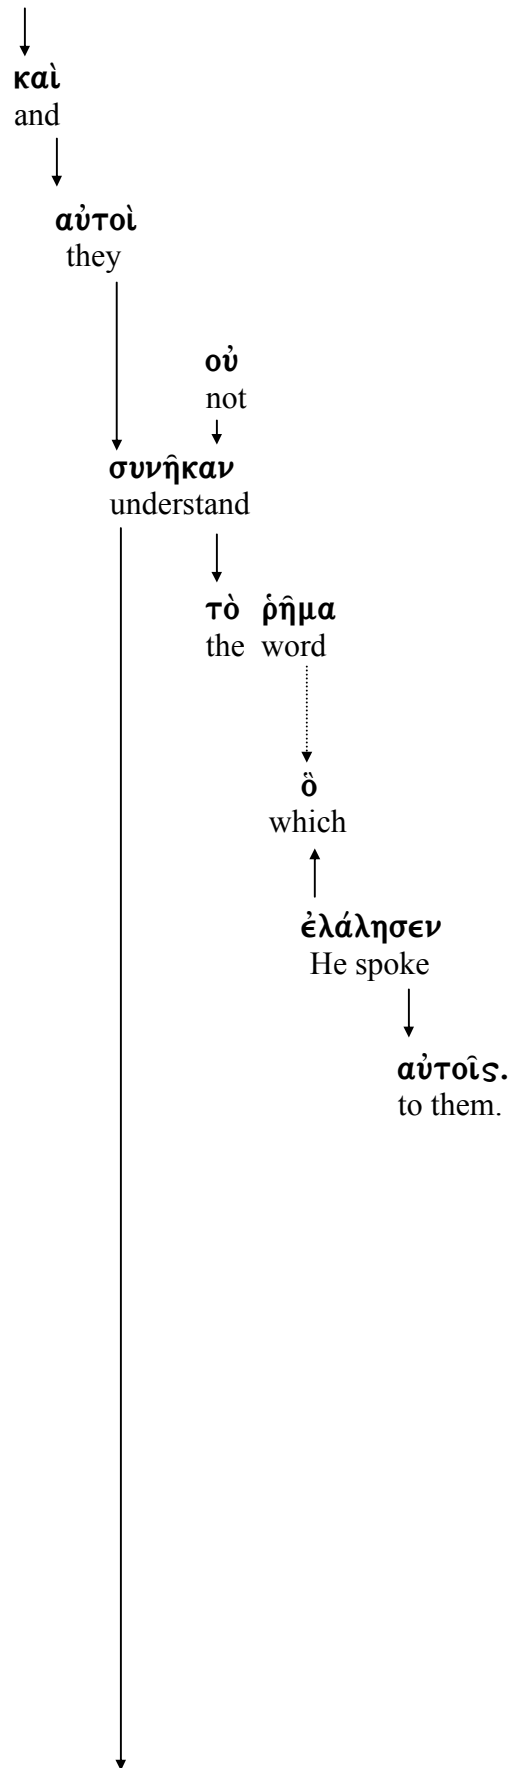 καὶ
and
αὐτοὶ
they
οὐ
not
συνῆκαν
understand
τὸ ῥῆμα
the word
ὃ
which
ἐλάλησεν
He spoke
αὐτοῖς.
to them.